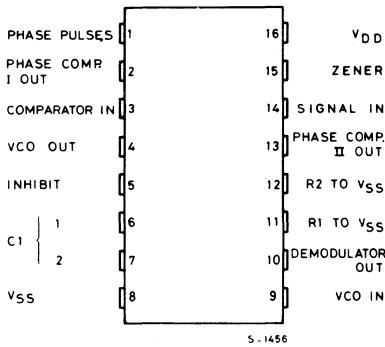 PHASE PULSES 1 16 VDD
PHASE COMP. I OUT 2 15 ZENER
COMPARATOR IN 3 14 SIGNAL IN
VCO OUT 4 13 PHASE COMP. II OUT
INHIBIT 5 12 R2 TO VSS
C1 1 6 11 R1 TO VSS
2 7 10 DEMODULATOR OUT
VSS 8 9 VCO IN
S-1456